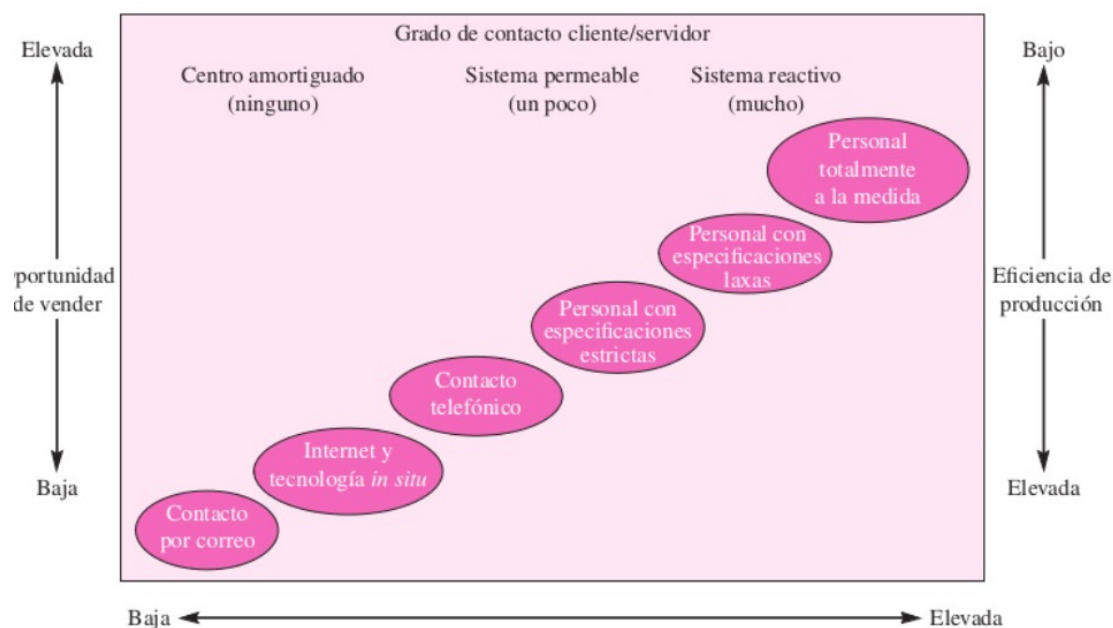 Grado de contacto cliente/servidor
Elevada
Bajo
Centro amortiguado
(ninguno)
Sistema permeable
(un poco)
Sistema reactivo
(mucho)
Personal
totalmente
a la medida
Personal con
especificaciones
laxas
portunidad
de vender
Eficiencia de
producción
Personal con
especificaciones
estrictas
Contacto
telefónico
Internet y
tecnología in situ
Baja
Elevada
Contacto
por correo
Baja
Elevada